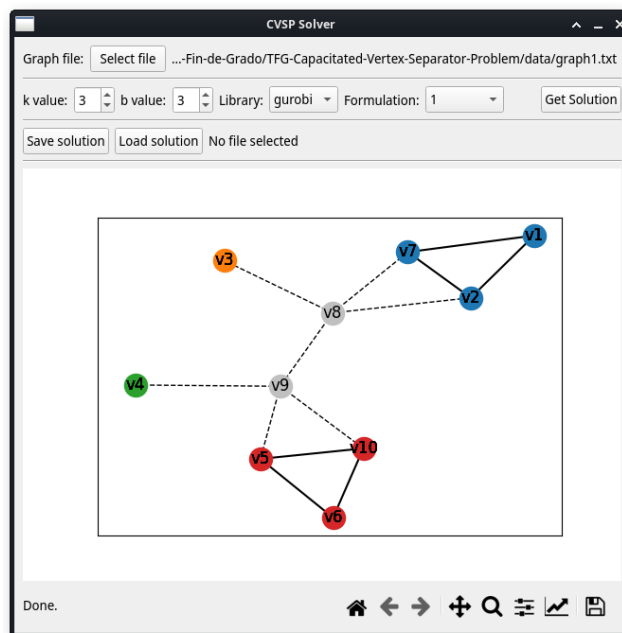 CVSP Solver
Graph file: Select file ...-Fin-de-Grado/TFG-Capacitated-Vertex-Separator-Problem/data/graph1.txt
k value: 3 b value: 3 Library: gurobi Formulation: 1 Get Solution
Save solution Load solution No file selected
v1
v7
v3
v2
v8
v4
v9
v10
v5
v6
Done.